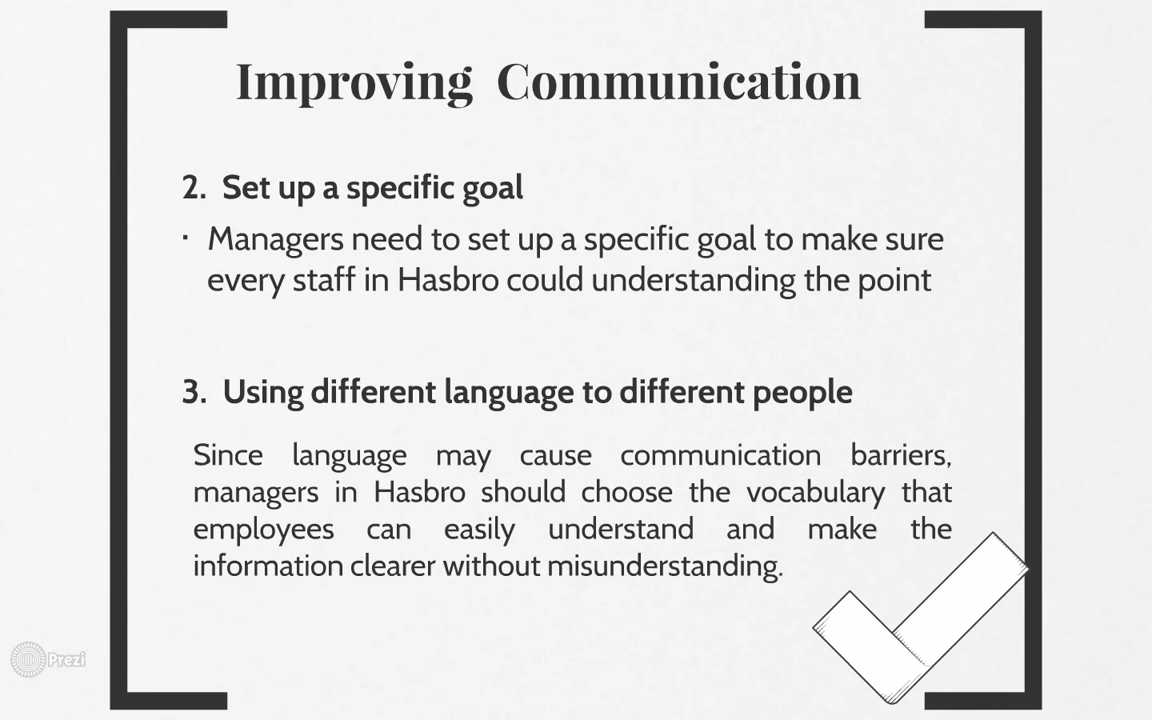 Improving Communication
2. Set up a specific goal
· Managers need to set up a specific goal to make sure
every staff in Hasbro could understanding the point
3. Using different language to different people
Since language may cause communication barriers,
managers in Hasbro should choose the vocabulary that
employees can easily understand and make the
information clearer without misunderstanding.
Prezi